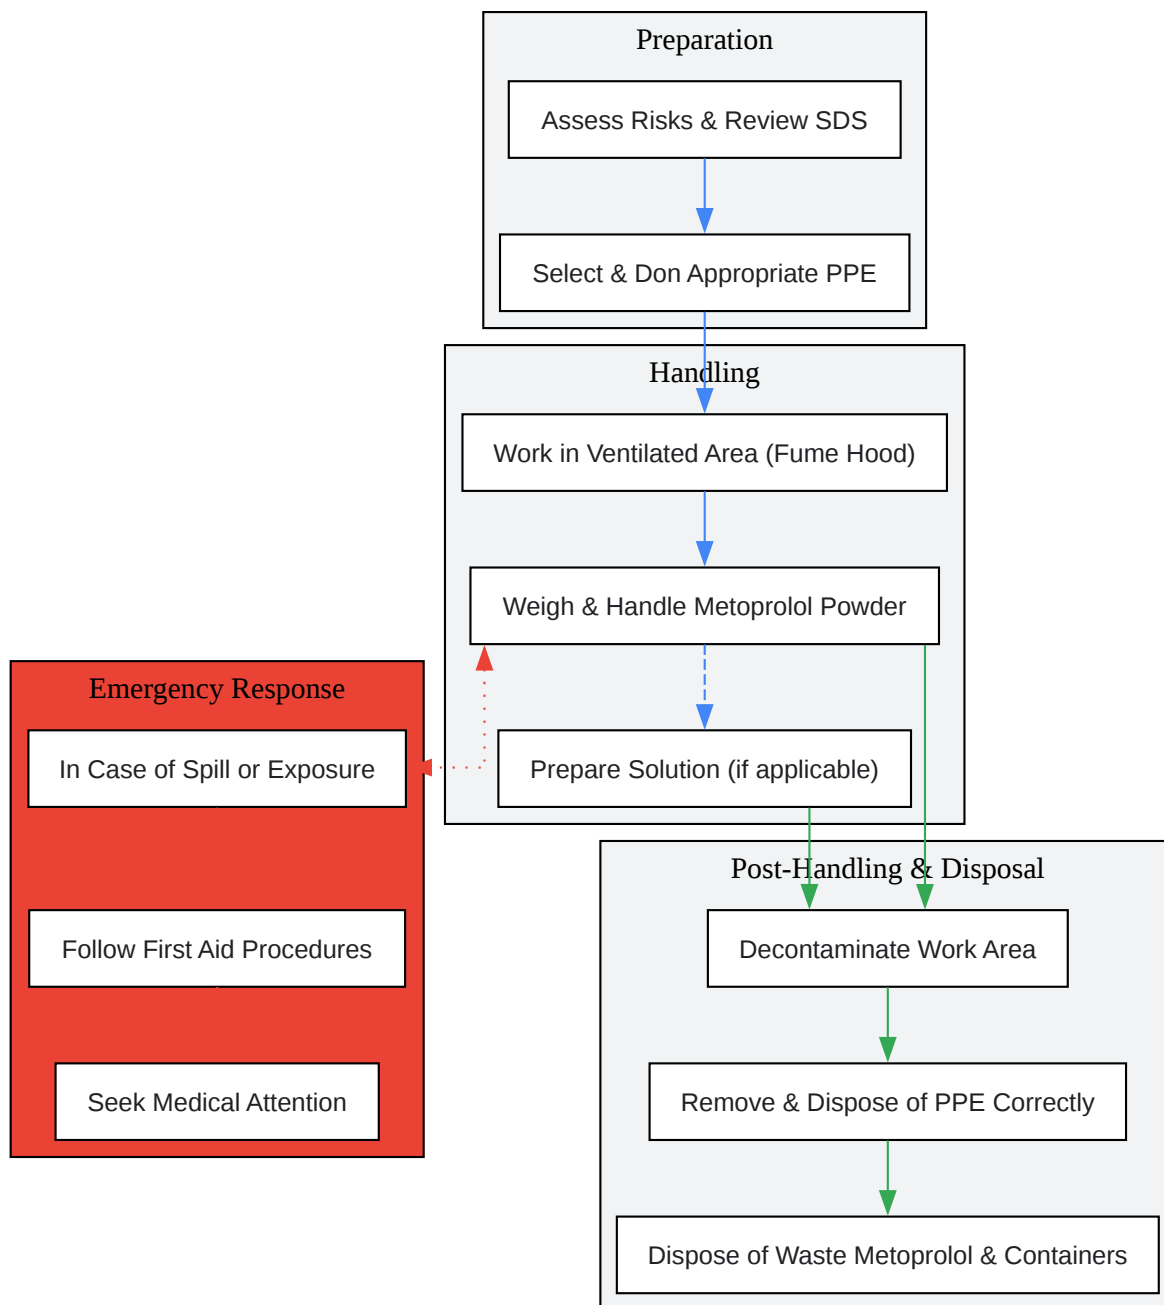 Preparation
Assess Risks & Review SDS
Select & Don Appropriate PPE
Handling
Work in Ventilated Area (Fume Hood)
Weigh & Handle Metoprolol Powder
Prepare Solution (if applicable)
Emergency Response
In Case of Spill or Exposure
Follow First Aid Procedures
Seek Medical Attention
Post-Handling & Disposal
Decontaminate Work Area
Remove & Dispose of PPE Correctly
Dispose of Waste Metoprolol & Containers